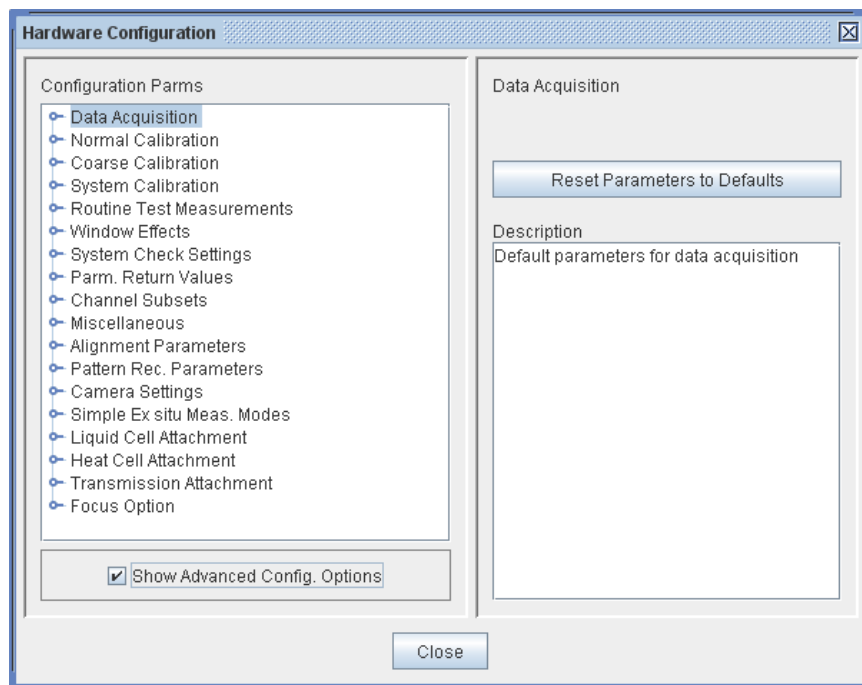 Hardware Configuration
Configuration Parms
Data Acquisition
Normal Calibration
Coarse Calibration
System Calibration
Routine Test Measurements
Window Effects
System Check Settings
Parm. Return Values
Channel Subsets
Miscellaneous
Alignment Parameters
Pattern Rec. Parameters
Camera Settings
Simple Ex situ Meas. Modes
Liquid Cell Attachment
Heat Cell Attachment
Transmission Attachment
Focus Option
Show Advanced Config. Options
Data Acquisition
Reset Parameters to Defaults
Description
Default parameters for data acquisition
Close